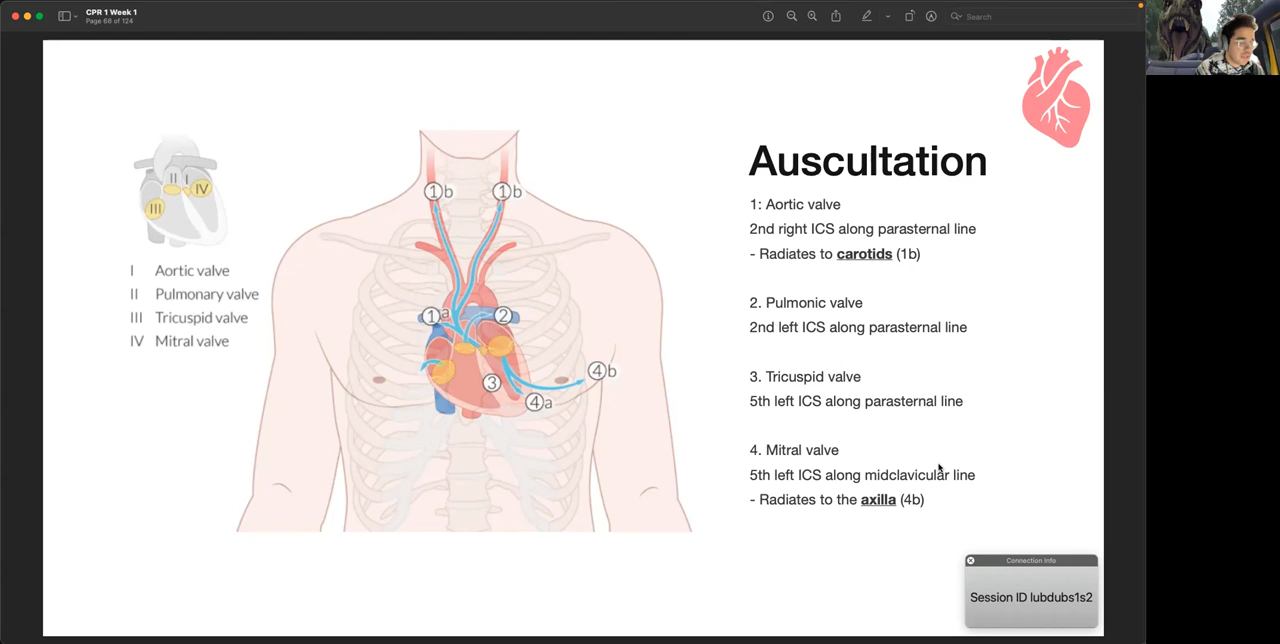 CPR 1 Week 1
Page 68 of 124
Search
II I IV
III
I Aortic valve
II Pulmonary valve
III Tricuspid valve
IV Mitral valve
1b 1b
1a 2
3
4a
4b
Auscultation
1: Aortic valve
2nd right ICS along parasternal line
- Radiates to carotids (1b)
2. Pulmonic valve
2nd left ICS along parasternal line
3. Tricuspid valve
5th left ICS along parasternal line
4. Mitral valve
5th left ICS along midclavicular line
- Radiates to the axilla (4b)
Connection Info
Session ID lubdubs1s2